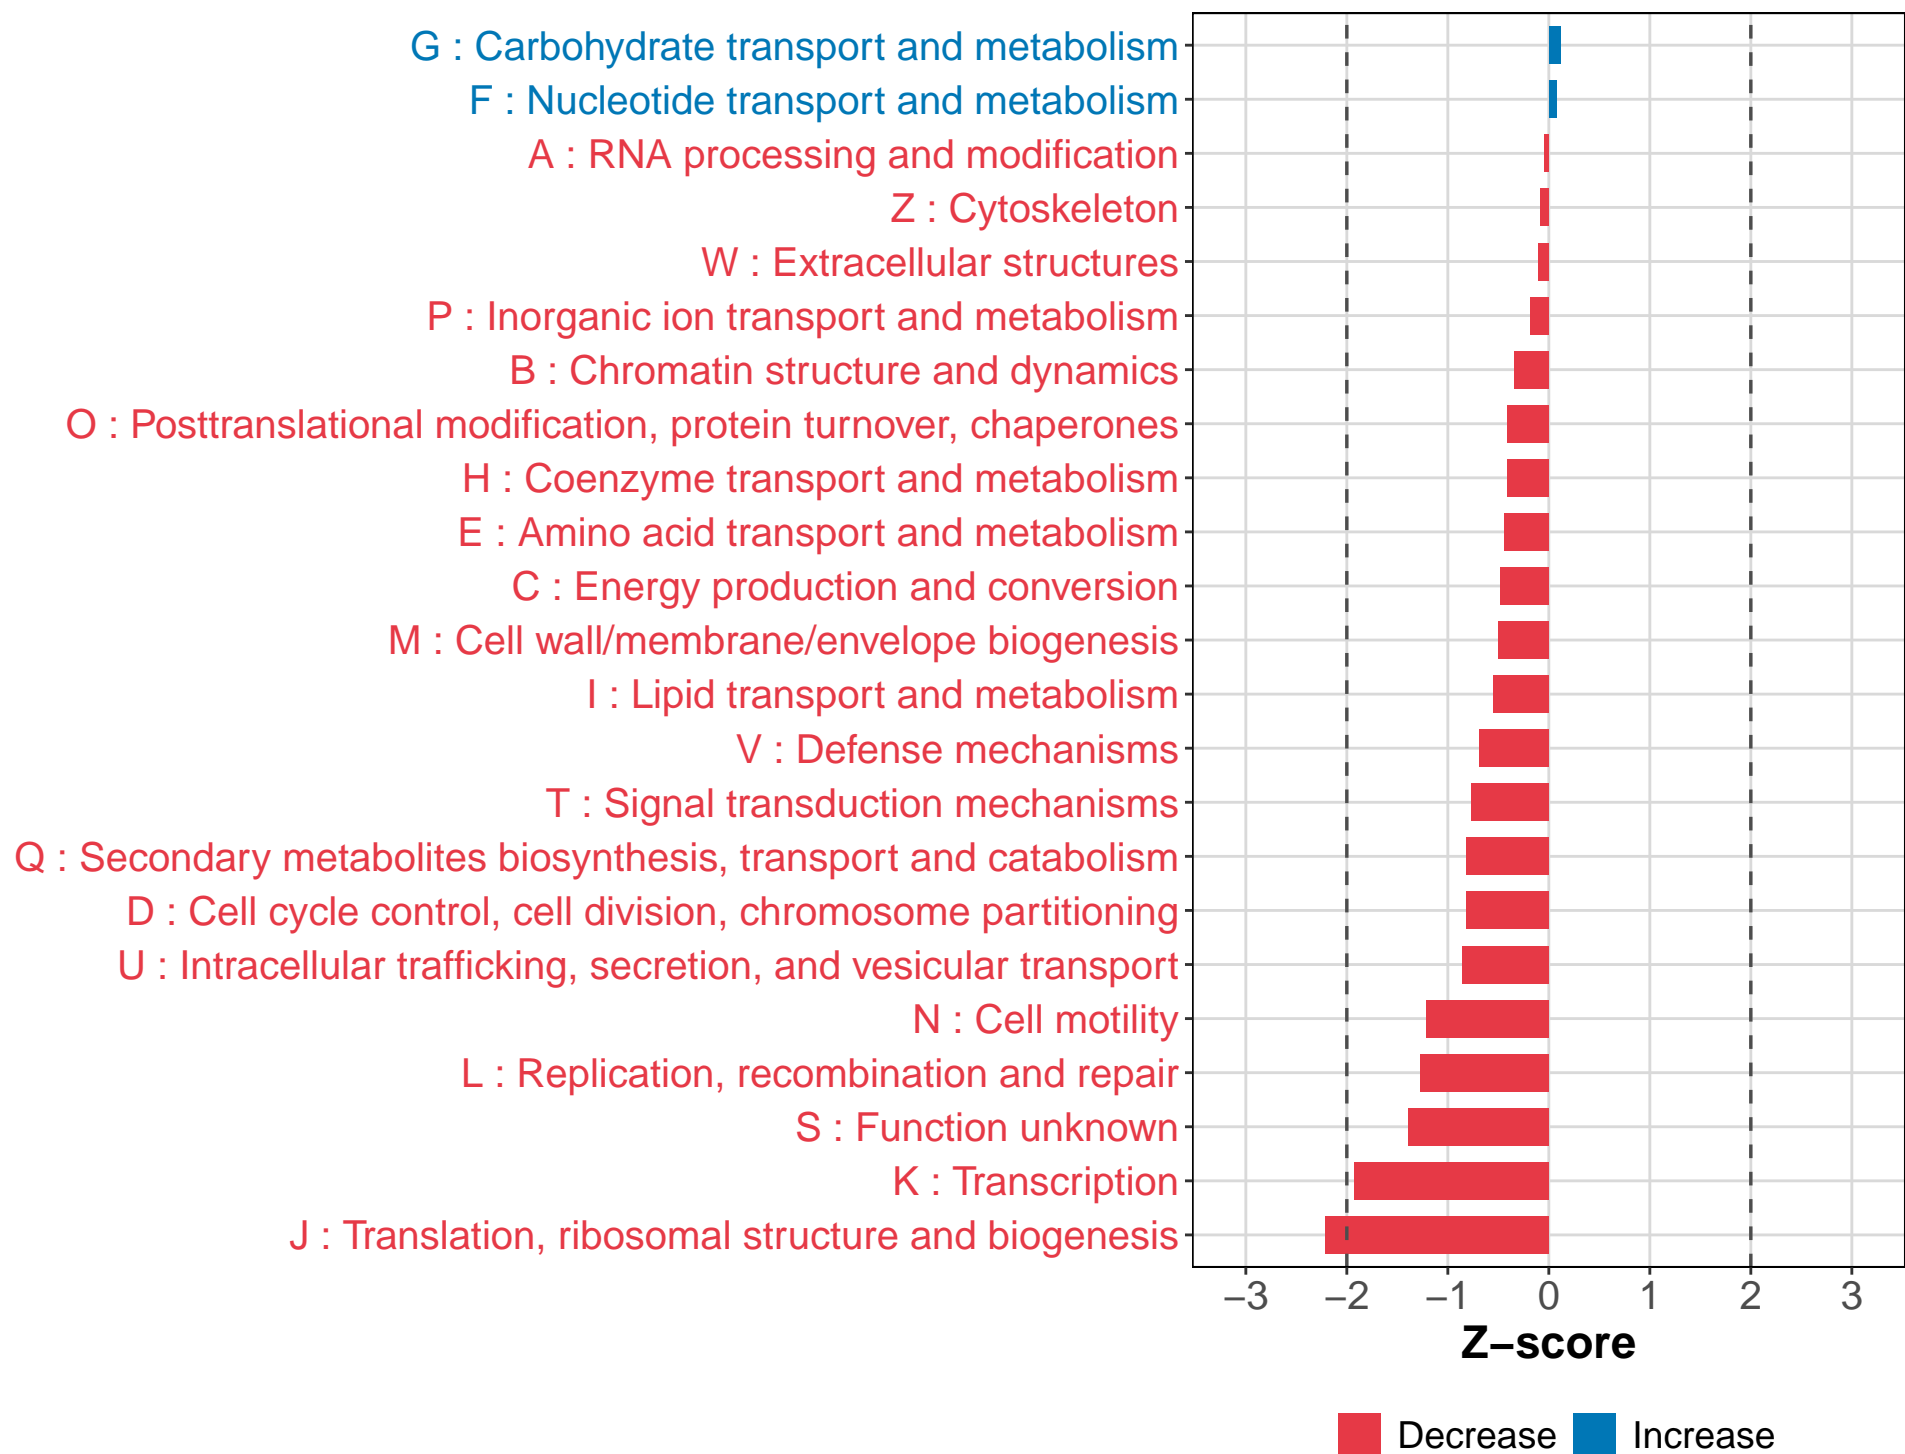 G : Carbohydrate transport and metabolism
F : Nucleotide transport and metabolism
A : RNA processing and modification
Z : Cytoskeleton
W : Extracellular structures
P : Inorganic ion transport and metabolism
B : Chromatin structure and dynamics
O : Posttranslational modification, protein turnover, chaperones
H : Coenzyme transport and metabolism
E : Amino acid transport and metabolism
C : Energy production and conversion
M : Cell wall/membrane/envelope biogenesis
I : Lipid transport and metabolism
V : Defense mechanisms
T : Signal transduction mechanisms
Q : Secondary metabolites biosynthesis, transport and catabolism
D : Cell cycle control, cell division, chromosome partitioning
U : Intracellular trafficking, secretion, and vesicular transport
N : Cell motility
L : Replication, recombination and repair
S : Function unknown
K : Transcription
J : Translation, ribosomal structure and biogenesis
−3 −2 −1 0 1 2 3
Z−score
Decrease Increase